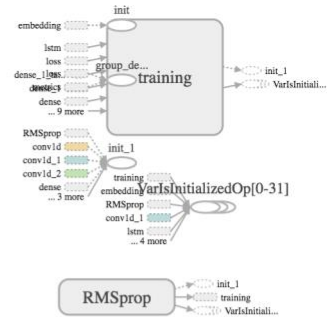 init
embedding
lstm
loss
group_de...
dense_1
training
metrics
dense
... 9 more
init_1
VarIsInitiali...
RMSprop
init_1
conv1d
conv1d_1
conv1d_2
dense
... 3 more
training
embedding
VarIsInitializedOp[0-31]
RMSprop
conv1d_1
lstm
... 4 more
RMSprop
init_1
training
VarIsInitiali...